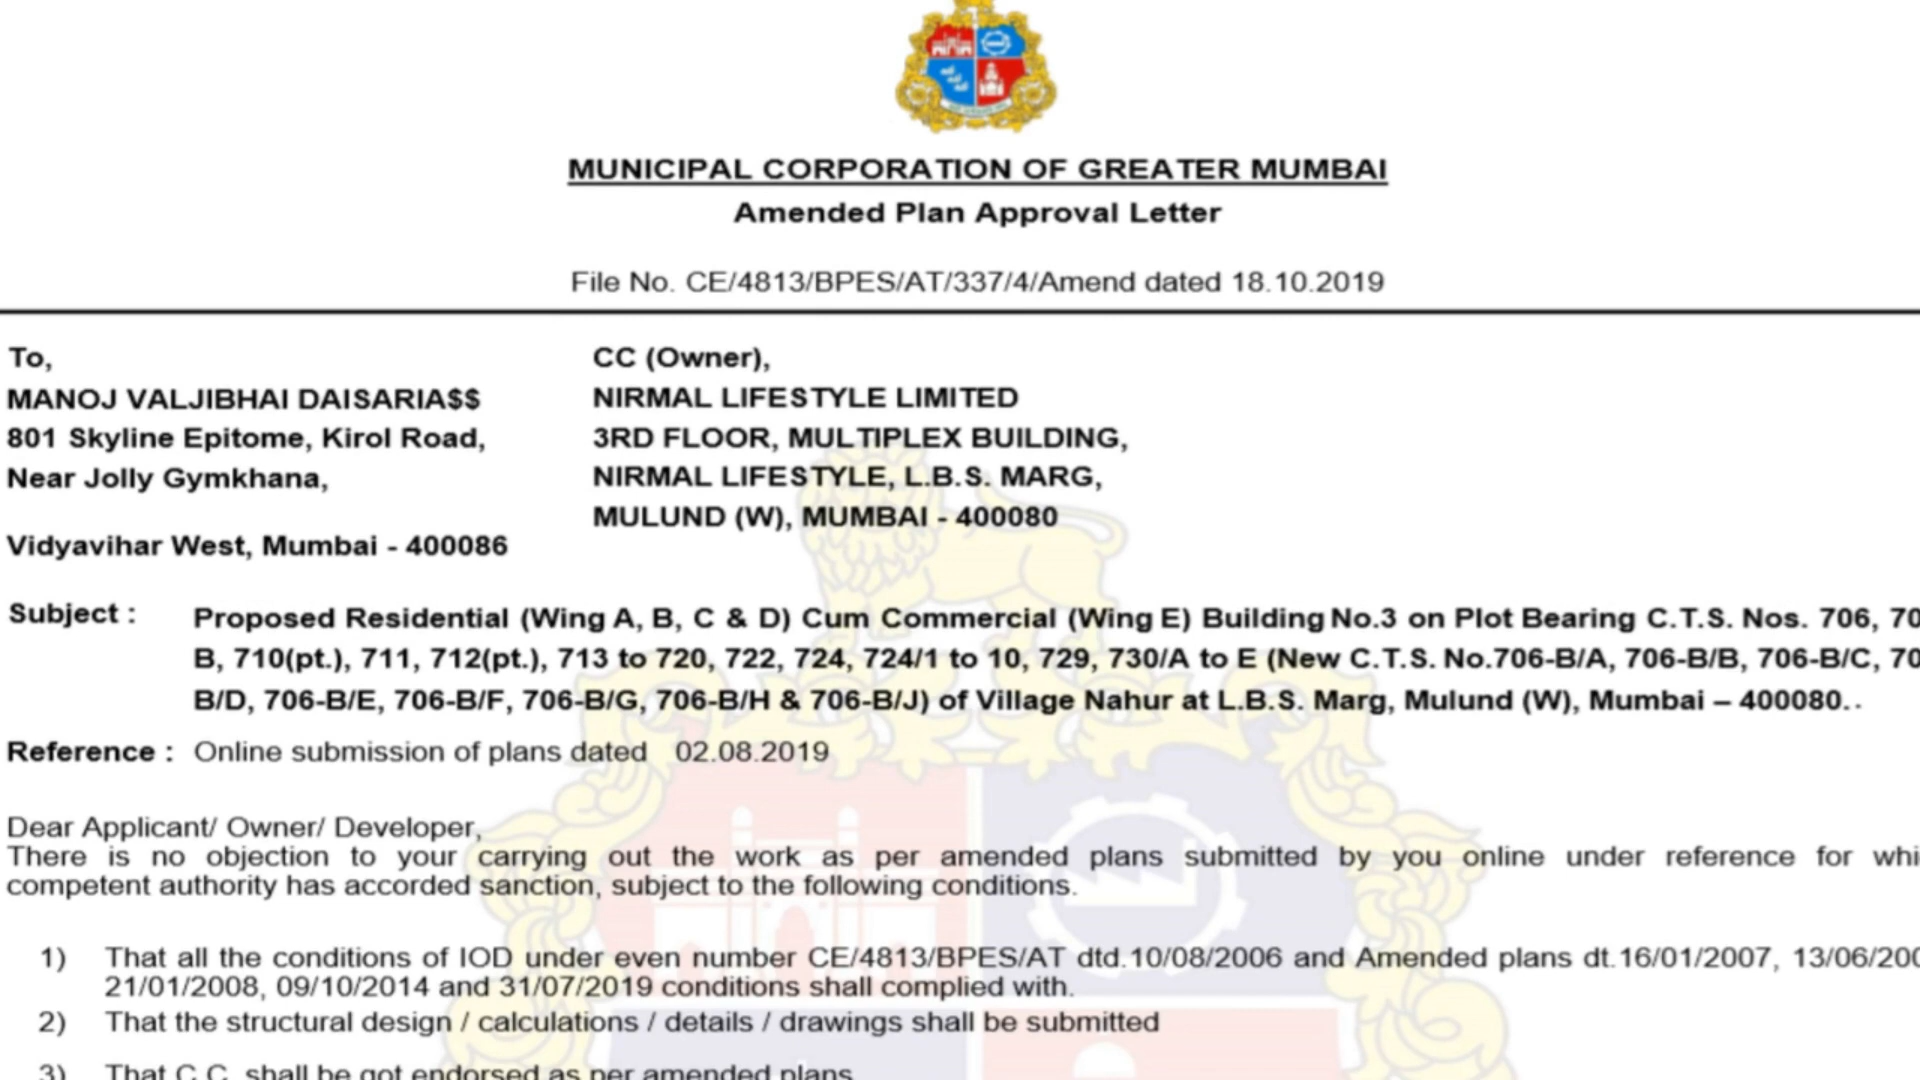 MUNICIPAL CORPORATION OF GREATER MUMBAI
Amended Plan Approval Letter
File No. CE/4813/BPES/AT/337/4/Amend dated 18.10.2019
To,
MANOJ VALJIBHAI DAISARIA$$
801 Skyline Epitome, Kirol Road,
Near Jolly Gymkhana,
Vidyavihar West, Mumbai - 400086
CC (Owner),
NIRMAL LIFESTYLE LIMITED
3RD FLOOR, MULTIPLEX BUILDING,
NIRMAL LIFESTYLE, L.B.S. MARG,
MULUND (W), MUMBAI - 400080
Subject : Proposed Residential (Wing A, B, C & D) Cum Commercial (Wing E) Building No.3 on Plot Bearing C.T.S. Nos. 706, 70
B, 710(pt.), 711, 712(pt.), 713 to 720, 722, 724, 724/1 to 10, 729, 730/A to E (New C.T.S. No.706-B/A, 706-B/B, 706-B/C, 70
B/D, 706-B/E, 706-B/F, 706-B/G, 706-B/H & 706-B/J) of Village Nahur at L.B.S. Marg, Mulund (W), Mumbai – 400080..
Reference : Online submission of plans dated 02.08.2019
Dear Applicant/ Owner/ Developer,
There is no objection to your carrying out the work as per amended plans submitted by you online under reference for whi
competent authority has accorded sanction, subject to the following conditions.
1) That all the conditions of IOD under even number CE/4813/BPES/AT dtd.10/08/2006 and Amended plans dt.16/01/2007, 13/06/200
21/01/2008, 09/10/2014 and 31/07/2019 conditions shall complied with.
2) That the structural design / calculations / details / drawings shall be submitted
3) That C.C. shall be got endorsed as per amended plans